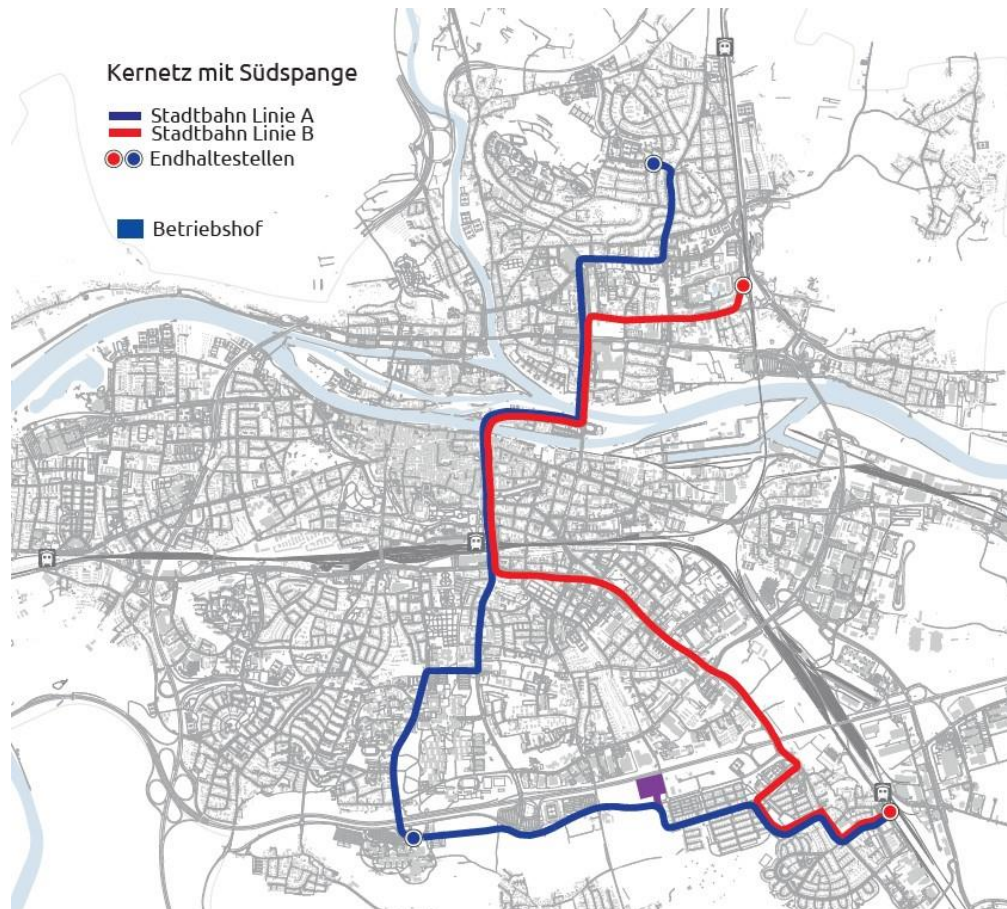 Kernetz mit Südspange
Stadtbahn Linie A
Stadtbahn Linie B
Endhaltestellen
Betriebshof